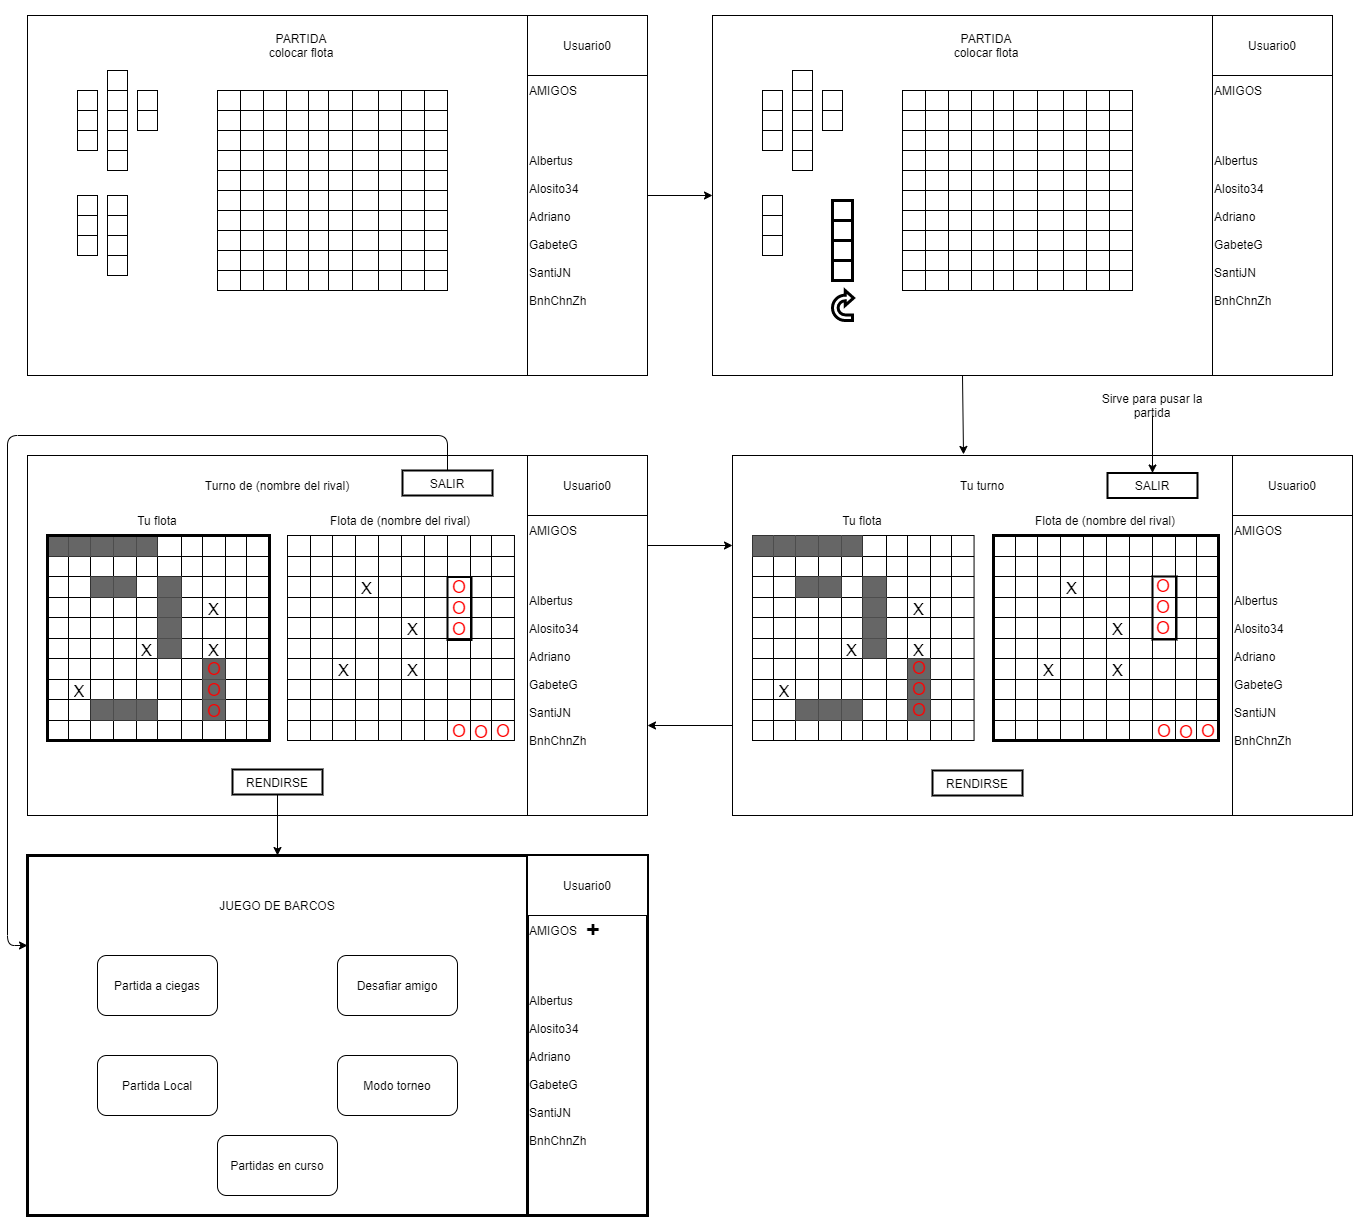 PARTIDA
colocar flota
Usuario0
AMIGOS
Albertus
Alosito34
Adriano
GabeteG
SantiJN
BnhChnZh
PARTIDA
colocar flota
Usuario0
AMIGOS
Albertus
Alosito34
Adriano
GabeteG
SantiJN
BnhChnZh
Sirve para pusar la
partida
Turno de (nombre del rival)
SALIR
Usuario0
Tu flota
Flota de (nombre del rival)
AMIGOS
X
O
X
O
Albertus
X
O
Alosito34
X
X
Adriano
O
X
X
X
O
GabeteG
O
SantiJN
O
O
O
BnhChnZh
RENDIRSE
Tu turno
SALIR
Usuario0
Tu flota
Flota de (nombre del rival)
AMIGOS
X
O
X
O
Albertus
X
O
Alosito34
X
X
Adriano
O
X
X
X
O
GabeteG
O
SantiJN
O
O
O
BnhChnZh
RENDIRSE
JUEGO DE BARCOS
Usuario0
AMIGOS +
Partida a ciegas
Desafiar amigo
Partida Local
Modo torneo
Partidas en curso
Albertus
Alosito34
Adriano
GabeteG
SantiJN
BnhChnZh